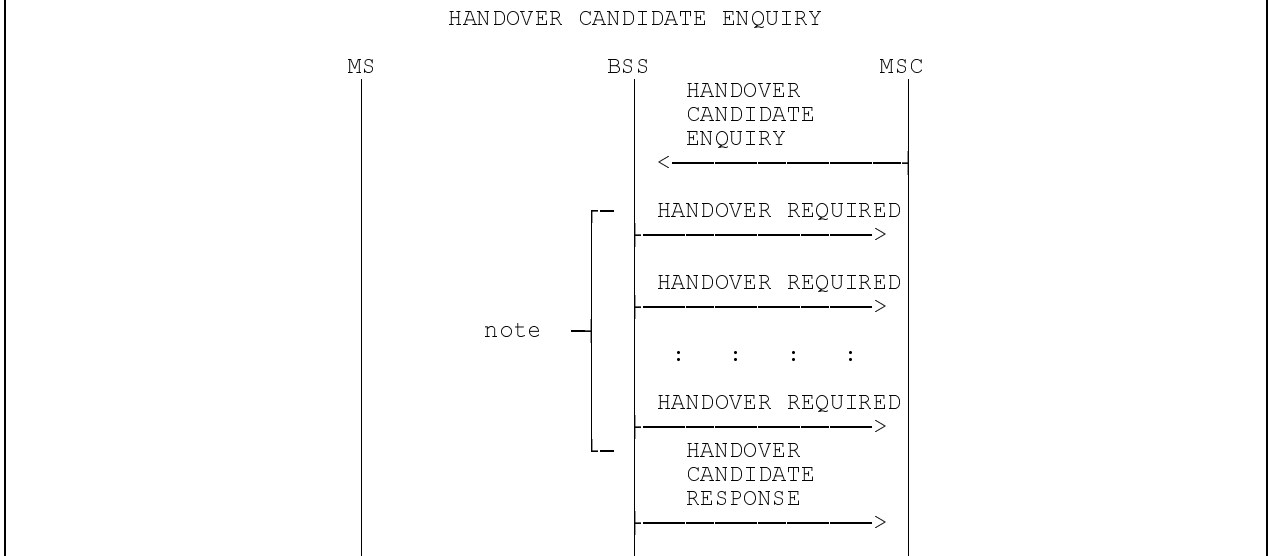 HANDOVER CANDIDATE ENQUIRY
MS BSS MSC
HANDOVER
CANDIDATE
ENQUIRY
HANDOVER REQUIRED
HANDOVER REQUIRED
note
: : : :
HANDOVER REQUIRED
HANDOVER
CANDIDATE
RESPONSE